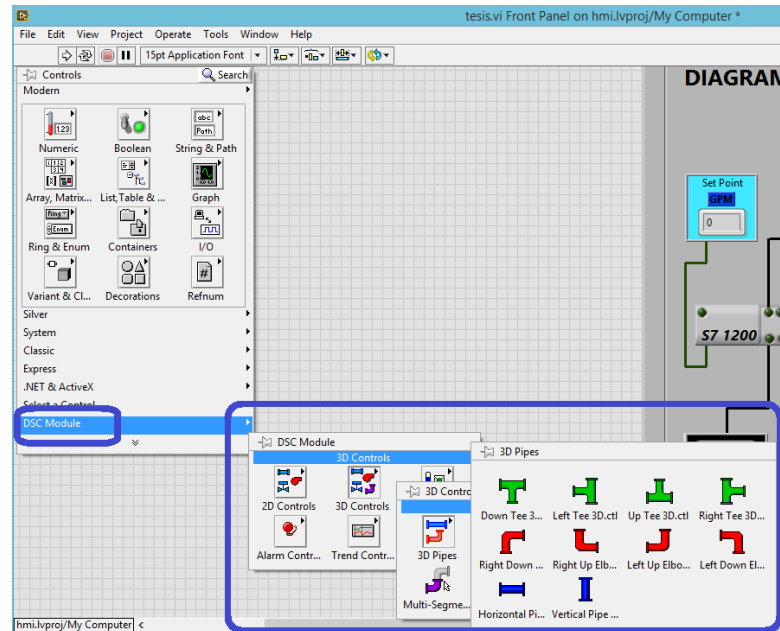 tesis.vi Front Panel on hmi.lvproj/My Computer *
File Edit View Project Operate Tools Window Help
15pt Application Font
Controls Search
Modern
Numeric Boolean String & Path
Array, Matrix... List, Table & ... Graph
Ring & Enum Containers I/O
Variant & Cl... Decorations Refnum
Silver
System
Classic
Express
.NET & ActiveX
Select a Control...
DSC Module
DIAGRAM
Set Point
GPM
0
S7 1200
DSC Module
3D Controls
2D Controls 3D Controls
Alarm Contr... Trend Contr...
3D Contro
3D Pipes
Multi-Segme...
3D Pipes
Down Tee 3... Left Tee 3D.ctl Up Tee 3D.ctl Right Tee 3D...
Right Down ... Right Up Elbo... Left Up Elbo... Left Down El...
Horizontal Pi... Vertical Pipe ...
hmi.lvproj/My Computer <